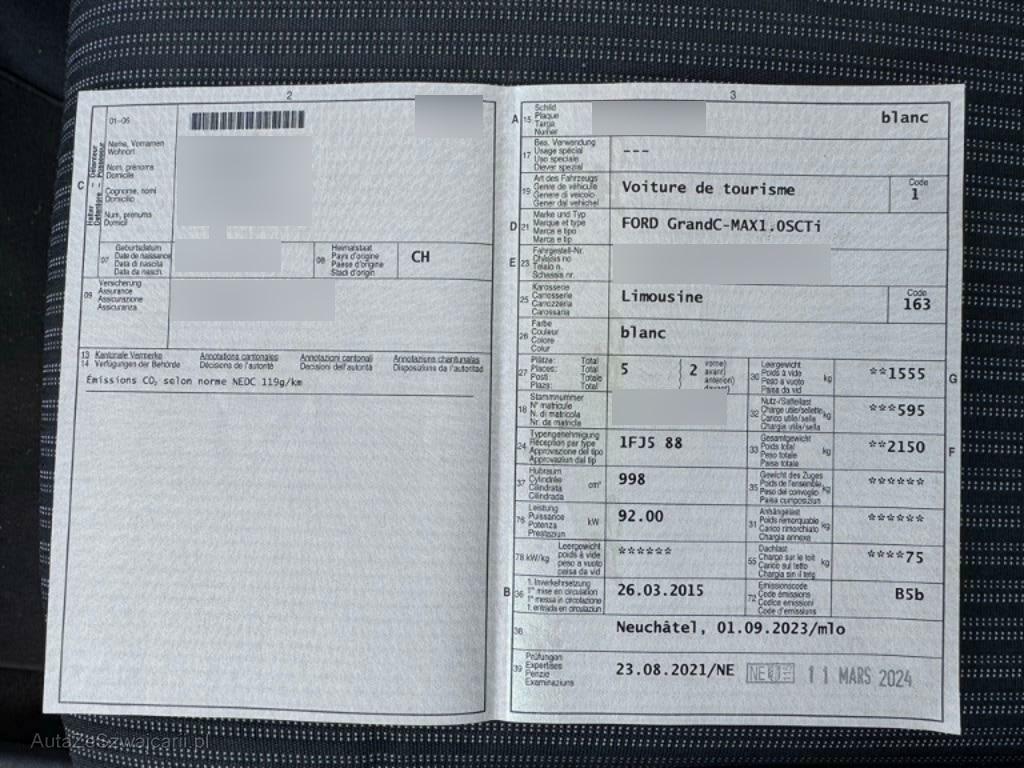 2
01-06
C
Halter
Détenteur
Name, Vornamen
Wohnort
Nom, prénoms
Domicile
Cognome, nomi
Domicilio
Num, prenums
Domicil
07
Geburtsdatum
Date de naissance
Data di nascita
Data da nasch.
08
Heimatstaat
Pays d'origine
Paese d'origine
Stadi d'origin
CH
09
Versicherung
Assurance
Assicurazione
Assicuranza
13 Kantonale Vermerke Annotations cantonales Annotazioni cantonali Annotaziuns chantunalas
14 Verfügungen der Behörde Décisions de l'autorité Decisioni dell'autorità Disposiziuns da l'autoritad
Émissions CO₂ selon norme NEDC 119g/km
3
A 15
Schild
Plaque
Targa
Numer
blanc
17
Bes. Verwendung
Usage spécial
Uso speciale
Diever spezial
---
19
Art des Fahrzeugs
Genre de véhicule
Genere di veicolo
Gener dal vehichel
Voiture de tourisme
Code
1
D 21
Marke und Typ
Marque et type
Marca e tipo
Marca e tip
FORD GrandC-MAX1.0SCTi
E 23
Fahrgestell-Nr.
Châssis no
Telaio n.
Schassis nr.
25
Karosserie
Carrosserie
Carrozzeria
Carossaria
Limousine
Code
163
26
Farbe
Couleur
Colore
Colur
blanc
27
Plätze: Total
Places: Total
Posti: Totale
Plazs: Total
5
2
vorne)
avant)
anteriori)
davant)
30
Leergewicht
Poids à vide
Peso a vuoto
Paisa da vid
kg
**1555
G
18
Stammnummer
N° matricule
N. di matricola
Nr. da matricla
32
Nutz-/Sattellast
Charge utile/sellette
Carico utile/sella
Chargia utila/sella
kg
***595
24
Typengenehmigung
Réception par type
Approvazione del tipo
Approvaziun dal tip
1FJ5 88
33
Gesamtgewicht
Poids total
Peso totale
Paisa totala
kg
**2150
F
37
Hubraum
Cylindrée
Cilindrata
Cilindrada
cm³
998
35
Gewicht des Zuges
Poids de l'ensemble
Peso del convoglio
Paisa cumposiziun
kg
******
76
Leistung
Puissance
Potenza
Prestaziun
kW
92.00
31
Anhängelast
Poids remorquable
Carico rimorchiato
Chargia annexa
kg
******
78 kW/kg
Leergewicht
poids à vide
peso a vuoto
paisa da vid
******
55
Dachlast
Charge sur le toit
Carico sul tetto
Chargia sin il tetg
kg
****75
B 36
1. Inverkehrsetzung
1re mise en circulation
1a messa in circolazione
1. entrada en circulaziun
26.03.2015
72
Emissionscode
Code émissions
Codice emissioni
Code d'emissiuns
B5b
38
Neuchâtel, 01.09.2023/mlo
39
Prüfungen
Expertises
Perizie
Examinaziuns
23.08.2021/NE
NE
11 MARS 2024
AutaZeSzwajcarii.pl